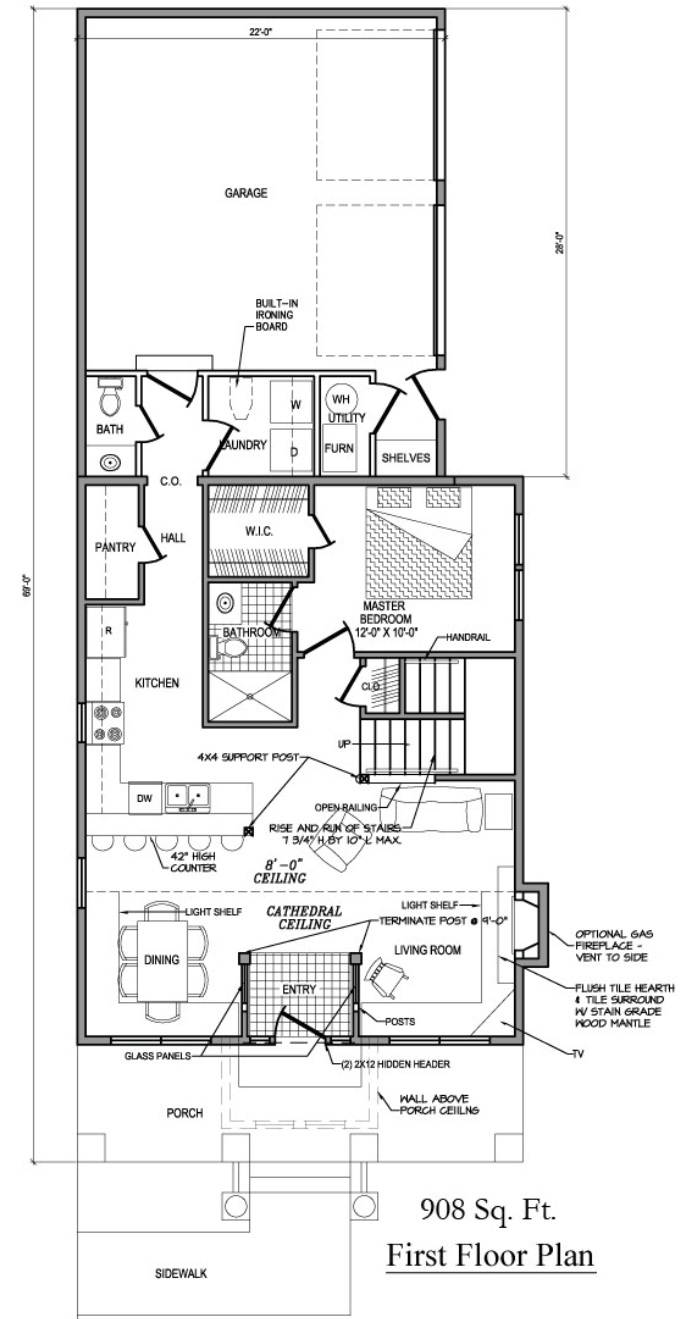 22'-0"
GARAGE
28'-0"
BUILT-IN
IRONING
BOARD
BATH
LAUNDRY
W
D
WH
UTILITY
FURN
SHELVES
C.O.
PANTRY
HALL
W.I.C.
69'-0"
R
BATHROOM
MASTER
BEDROOM
12'-0" X 10'-0"
HANDRAIL
KITCHEN
CLO
UP
4X4 SUPPORT POST
DW
OPEN RAILING
RISE AND RUN OF STAIRS
7 3/4" H BY 10" L MAX.
42" HIGH
COUNTER
8'-0"
CEILING
LIGHT SHELF
CATHEDRAL
CEILING
LIGHT SHELF
TERMINATE POST @ 9'-0"
OPTIONAL GAS
FIREPLACE -
VENT TO SIDE
DINING
ENTRY
LIVING ROOM
FLUSH TILE HEARTH
& TILE SURROUND
W/ STAIN GRADE
WOOD MANTLE
POSTS
GLASS PANELS
(2) 2X12 HIDDEN HEADER
TV
PORCH
WALL ABOVE
PORCH CEIILNG
908 Sq. Ft.
First Floor Plan
SIDEWALK